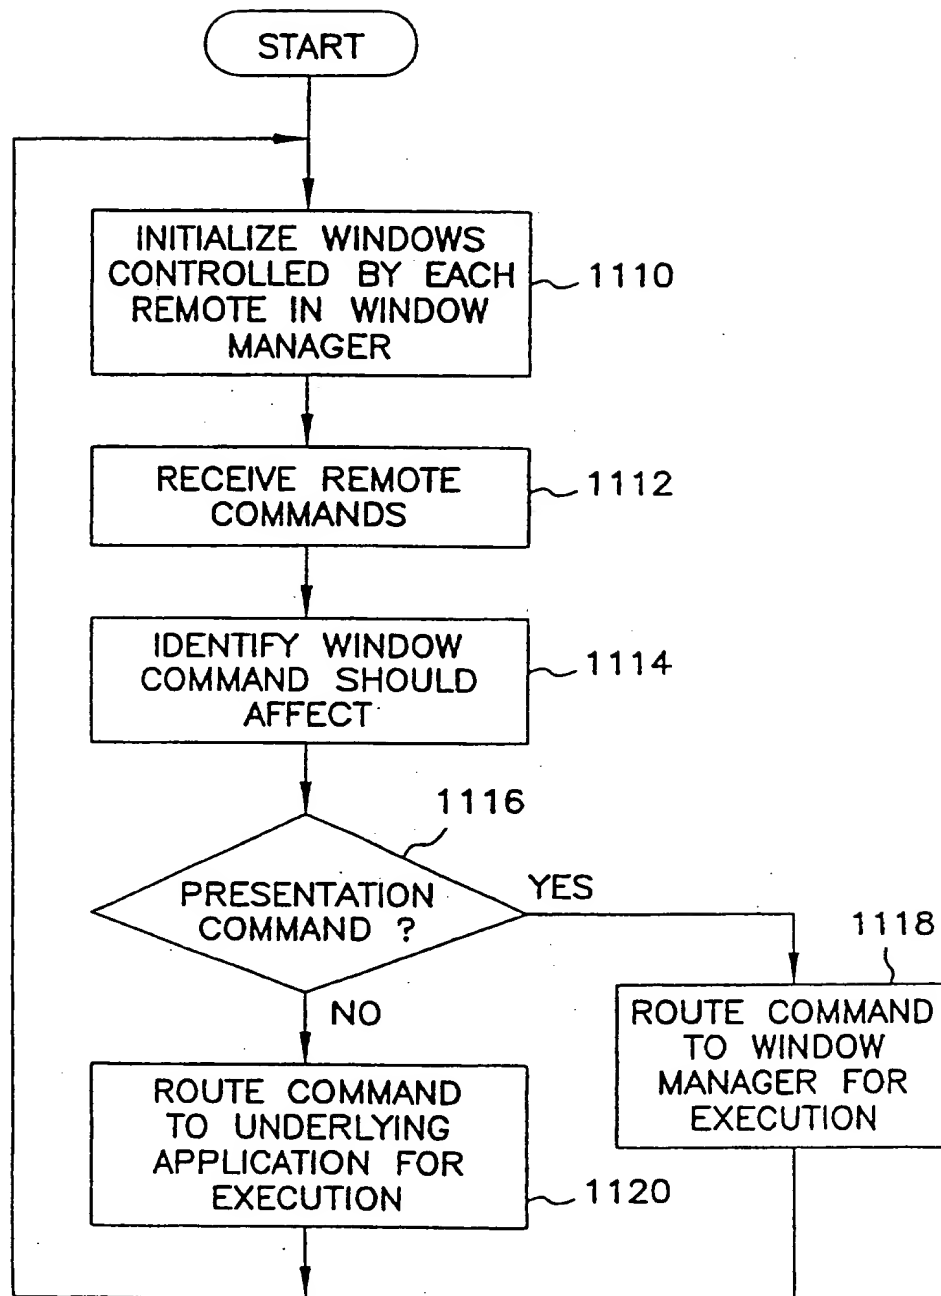 START
INITIALIZE WINDOWS
CONTROLLED BY EACH
REMOTE IN WINDOW
MANAGER
1110
RECEIVE REMOTE
COMMANDS
1112
IDENTIFY WINDOW
COMMAND SHOULD
AFFECT
1114
1116
PRESENTATION
COMMAND ?
YES
NO
1118
ROUTE COMMAND
TO WINDOW
MANAGER FOR
EXECUTION
ROUTE COMMAND
TO UNDERLYING
APPLICATION FOR
EXECUTION
1120